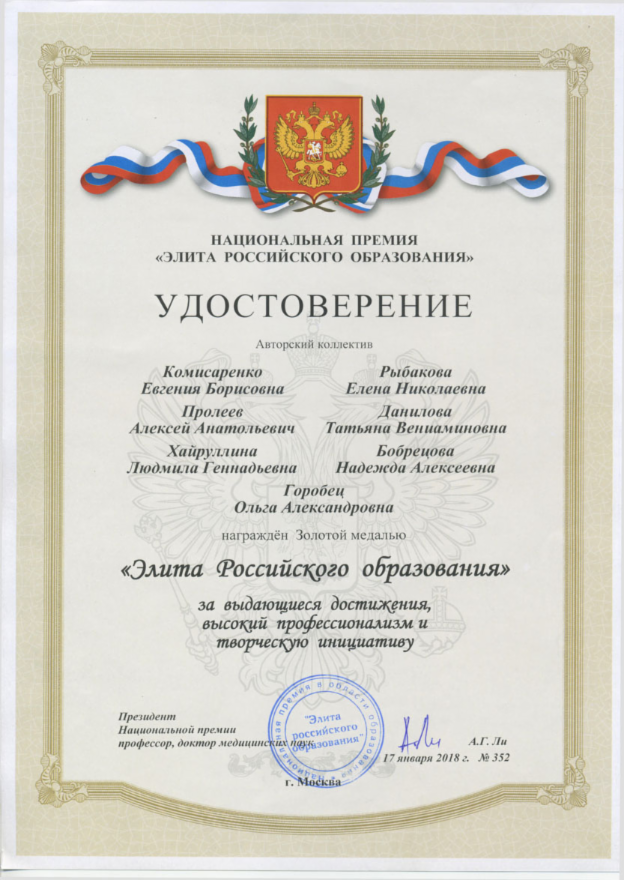 НАЦИОНАЛЬНАЯ ПРЕМИЯ
«ЭЛИТА РОССИЙСКОГО ОБРАЗОВАНИЯ»
УДОСТОВЕРЕНИЕ
Авторский коллектив
Комисаренко
Евгения Борисовна
Рыбакова
Елена Николаевна
Пролеев
Алексей Анатольевич
Данилова
Татьяна Вениаминовна
Хайруллина
Людмила Геннадьевна
Бобрецова
Надежда Алексеевна
Горобец
Ольга Александровна
награждён Золотой медалью
«Элита Российского образования»
за выдающиеся достижения,
высокий профессионализм и
творческую инициативу
Президент
Национальной премии
профессор, доктор медицинских наук
А.Г. Ли
17 января 2018 г. № 352
г. Москва
Национальная премия в области образования
"Элита
российского
образования"